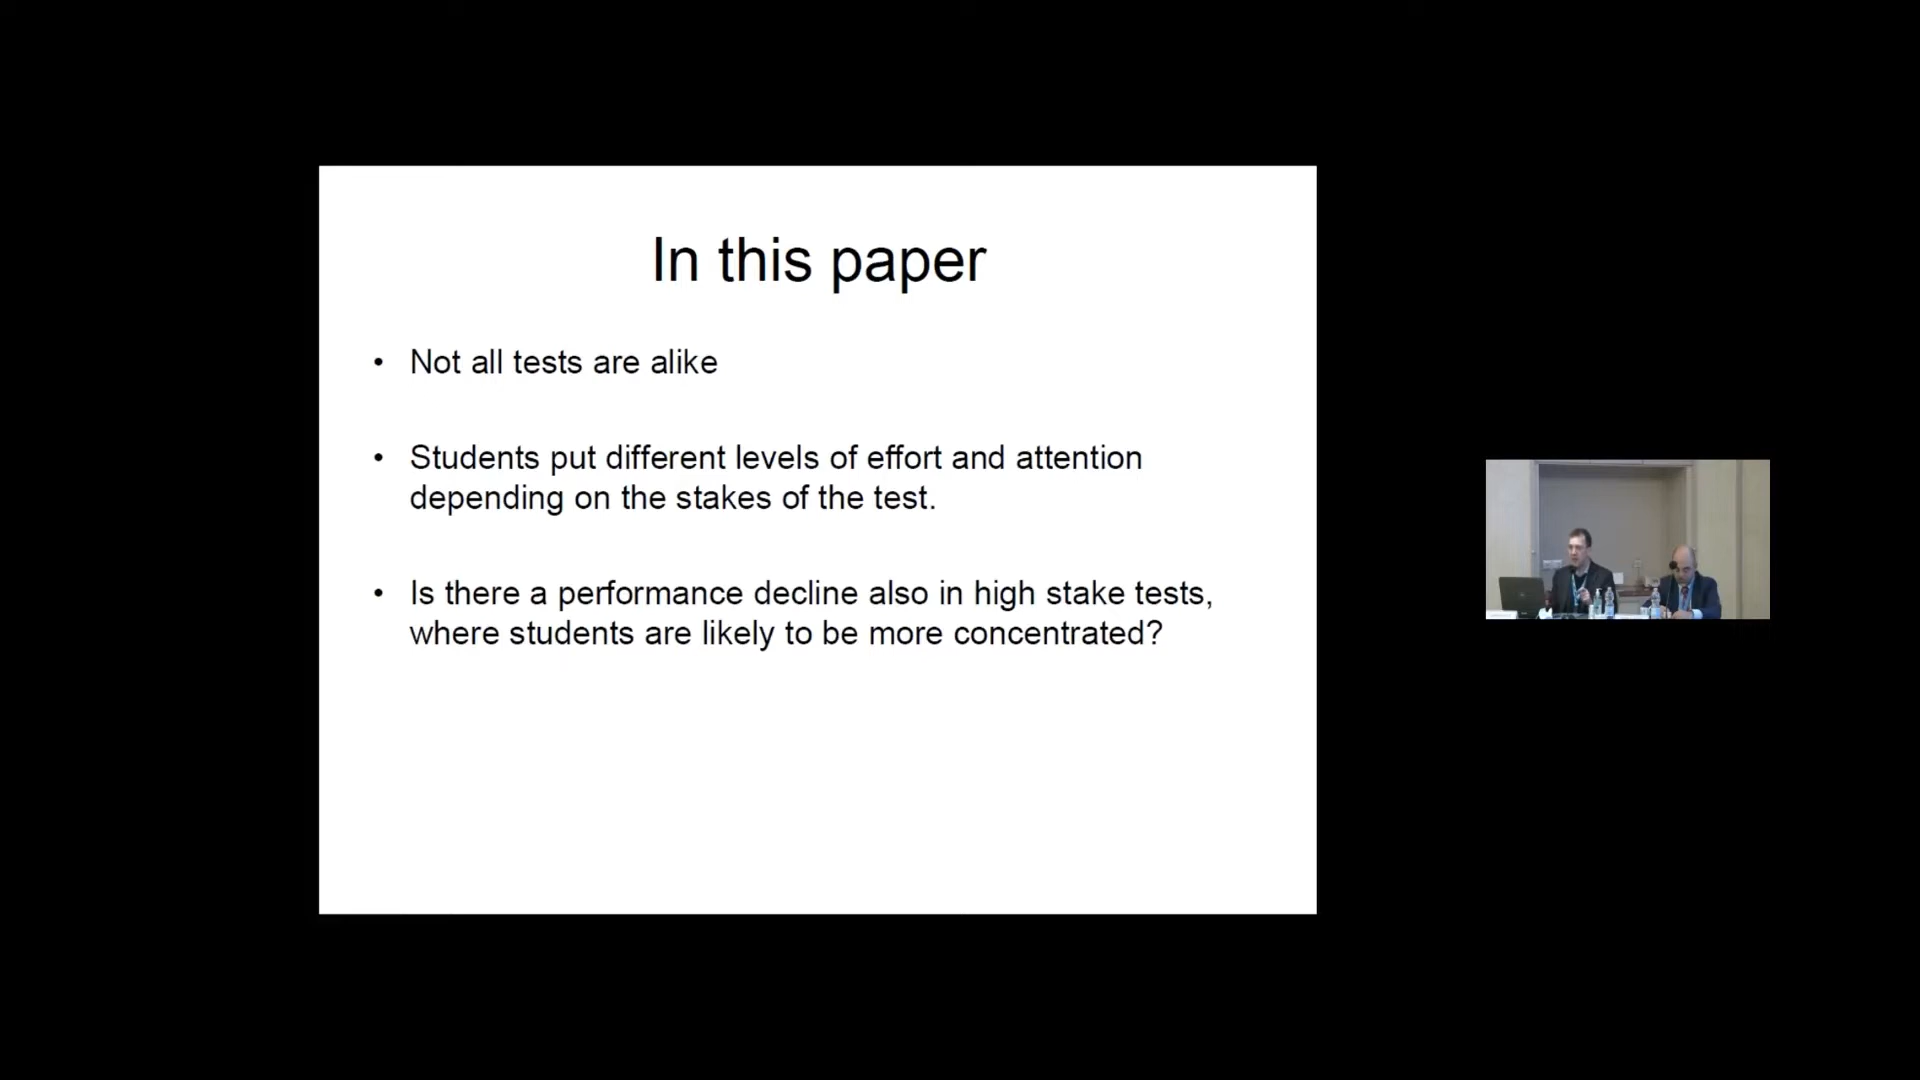 In this paper
• Not all tests are alike
• Students put different levels of effort and attention
depending on the stakes of the test.
• Is there a performance decline also in high stake tests,
where students are likely to be more concentrated?